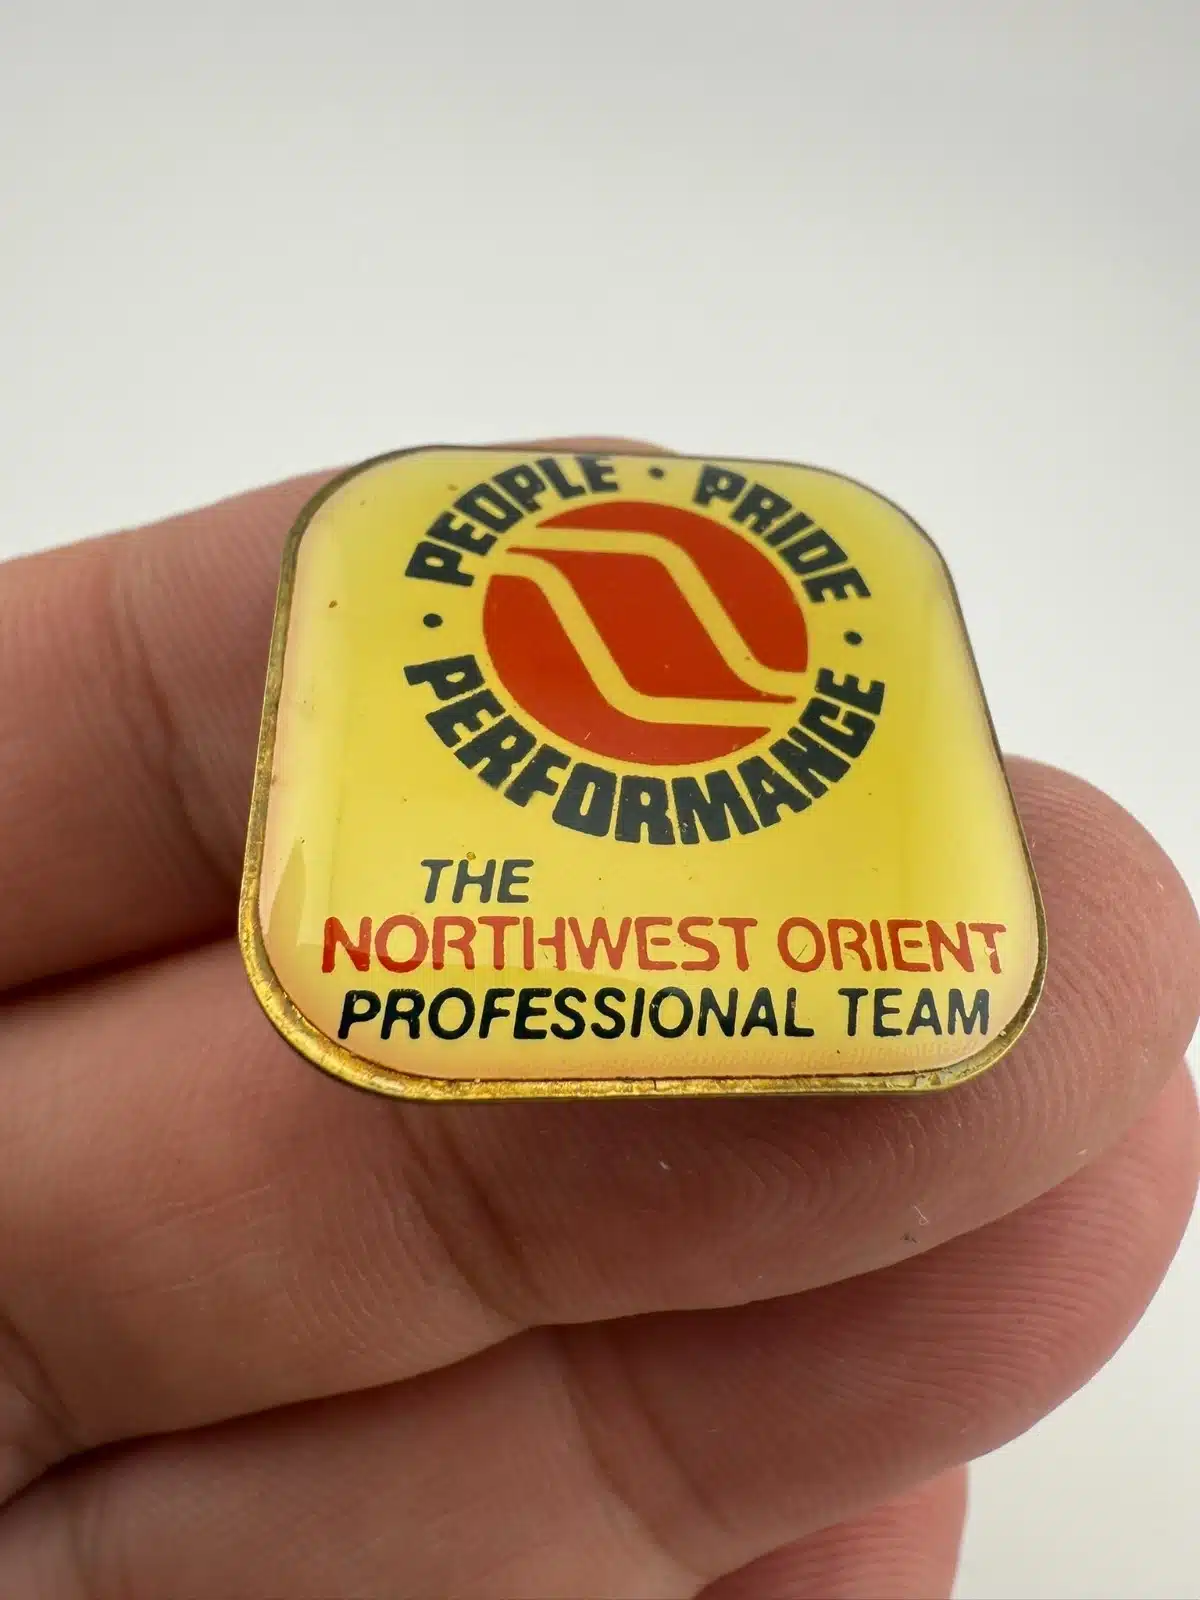 PEOPLE • PRIDE • PERFORMANCE •
THE
NORTHWEST ORIENT
PROFESSIONAL TEAM